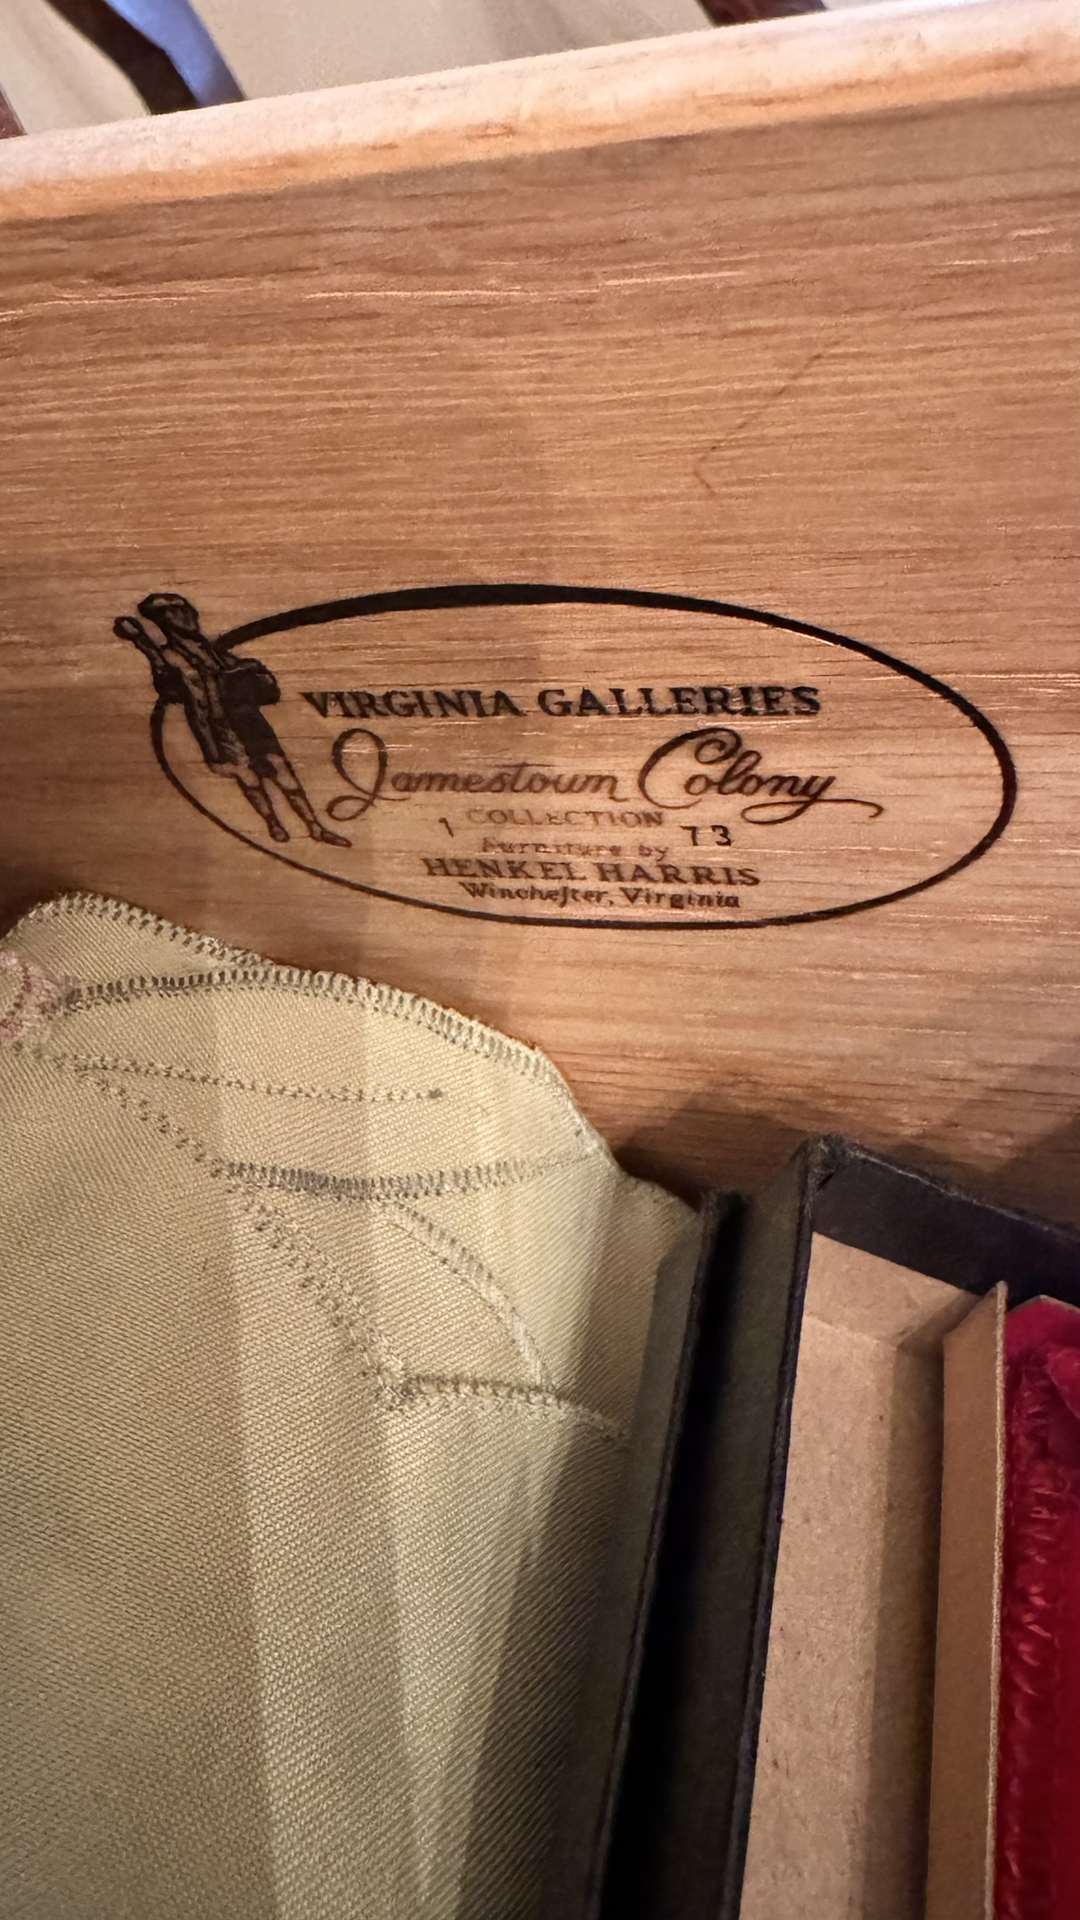 VIRGINIA GALLERIES
Jamestown Colony
COLLECTION
1 73
Furniture by
HENKEL HARRIS
Winchester, Virginia